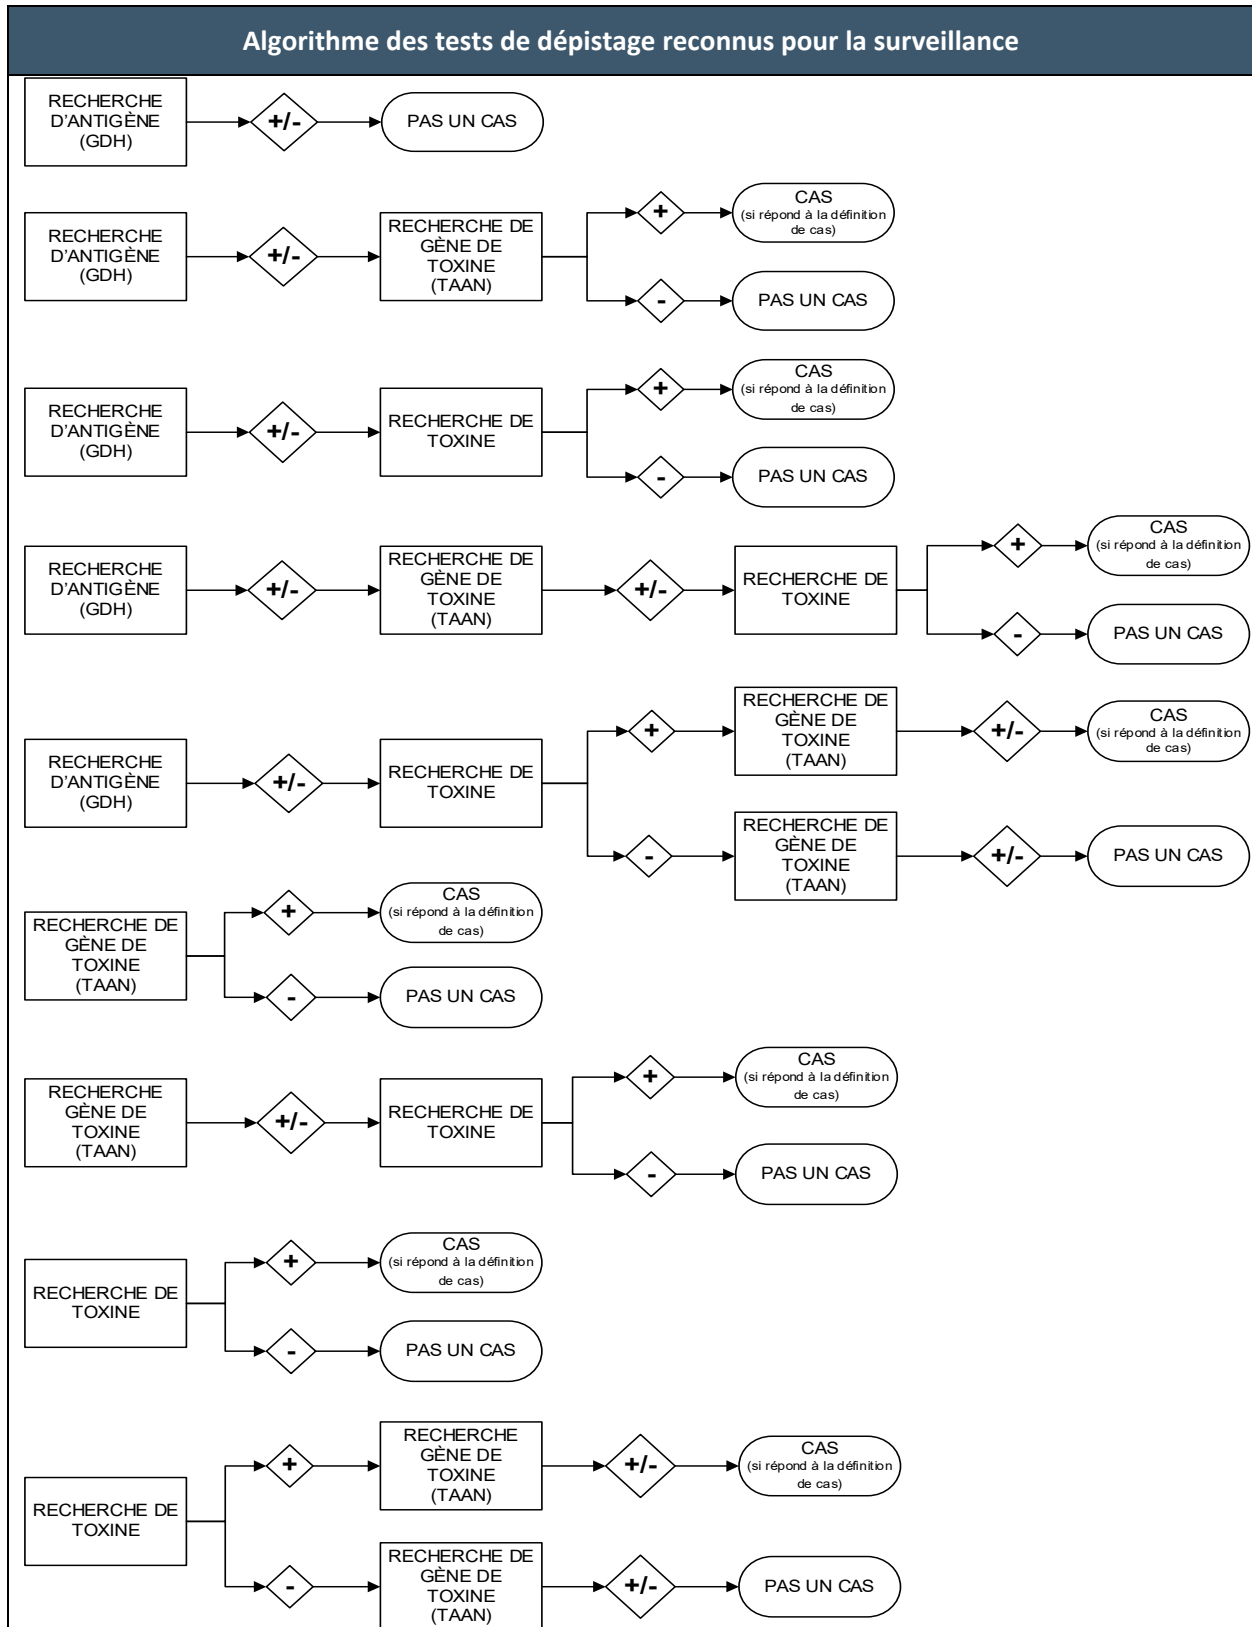 Algorithme des tests de dépistage reconnus pour la surveillance
RECHERCHE
D'ANTIGÈNE
(GDH)
+/-
PAS UN CAS
RECHERCHE
D'ANTIGÈNE
(GDH)
+/-
RECHERCHE DE
GÈNE DE
TOXINE
(TAAN)
+
CAS
(si répond à la définition
de cas)
-
PAS UN CAS
RECHERCHE
D'ANTIGÈNE
(GDH)
+/-
RECHERCHE DE
TOXINE
+
CAS
(si répond à la définition
de cas)
-
PAS UN CAS
RECHERCHE
D'ANTIGÈNE
(GDH)
+/-
RECHERCHE DE
GÈNE DE
TOXINE
(TAAN)
+/-
RECHERCHE DE
TOXINE
+
CAS
(si répond à la définition
de cas)
-
PAS UN CAS
RECHERCHE
D'ANTIGÈNE
(GDH)
+/-
RECHERCHE DE
TOXINE
+
RECHERCHE DE
GÈNE DE
TOXINE
(TAAN)
+/-
CAS
(si répond à la définition
de cas)
-
RECHERCHE DE
GÈNE DE
TOXINE
(TAAN)
+/-
PAS UN CAS
RECHERCHE DE
GÈNE DE
TOXINE
(TAAN)
+
CAS
(si répond à la définition
de cas)
-
PAS UN CAS
RECHERCHE
GÈNE DE
TOXINE
(TAAN)
+/-
RECHERCHE DE
TOXINE
+
CAS
(si répond à la définition
de cas)
-
PAS UN CAS
RECHERCHE DE
TOXINE
+
CAS
(si répond à la définition
de cas)
-
PAS UN CAS
RECHERCHE DE
TOXINE
+
RECHERCHE
GÈNE DE
TOXINE
(TAAN)
+/-
CAS
(si répond à la définition
de cas)
-
RECHERCHE DE
GÈNE DE
TOXINE
(TAAN)
+/-
PAS UN CAS